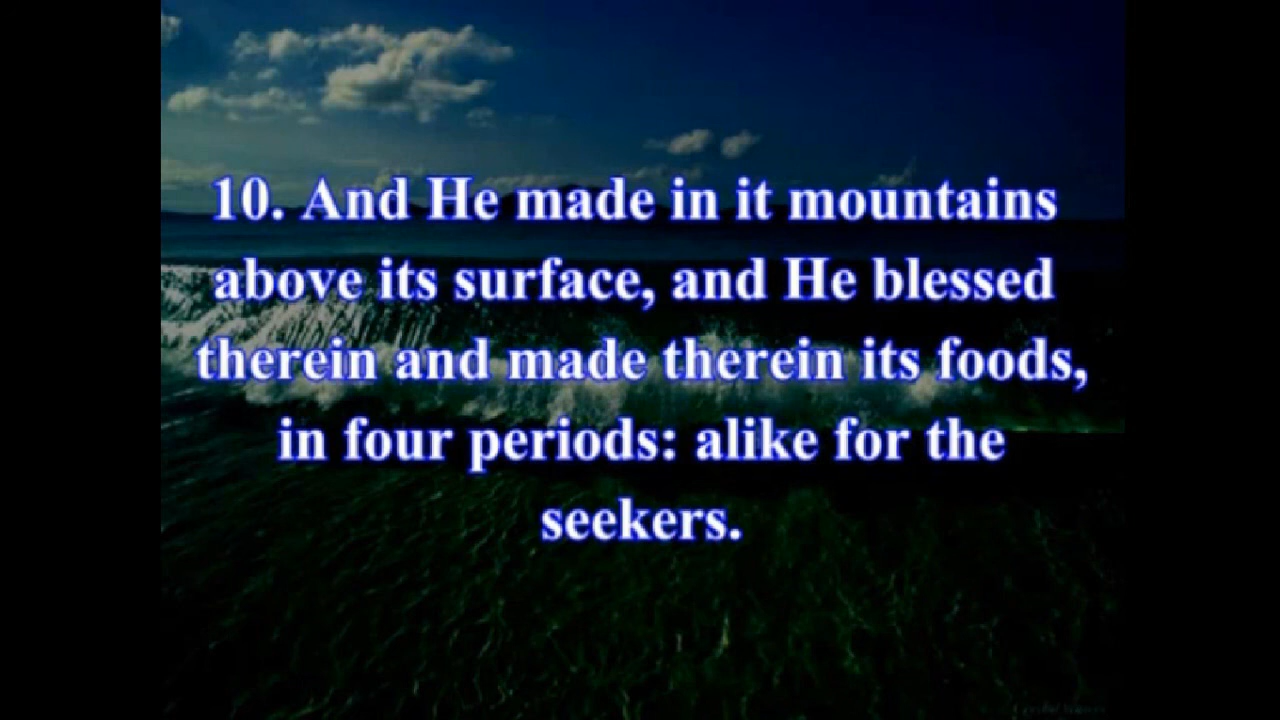 10. And He made in it mountains
above its surface, and He blessed
therein and made therein its foods,
in four periods: alike for the
seekers.